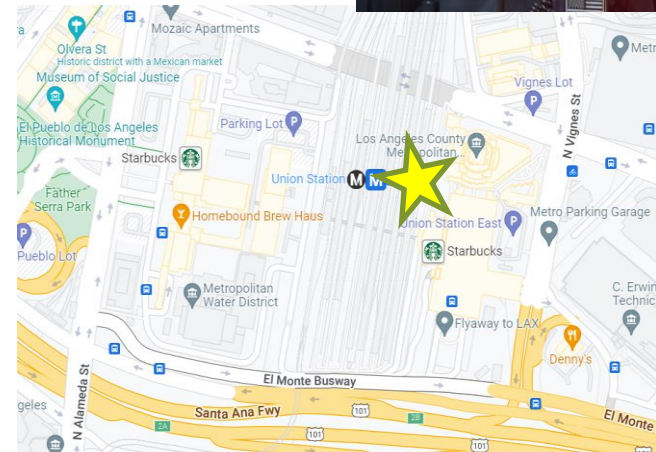 Mozaic Apartments
Olvera St
Historic district with a Mexican market
Museum of Social Justice
Metr
Vignes Lot
P
N Vignes St
Parking Lot
P
El Pueblo de Los Angeles
Historical Monument
Los Angeles County
Metropolitan...
Starbucks
Union Station
M
M
Father
Serra Park
Homebound Brew Haus
Union Station East
P
Metro Parking Garage
P
Pueblo Lot
Starbucks
Metropolitan
Water District
C. Erwin
Technic
Flyaway to LAX
Denny's
N Alameda St
El Monte Busway
geles
Santa Ana Fwy
101
2B
El Monte
2A
101
101
101